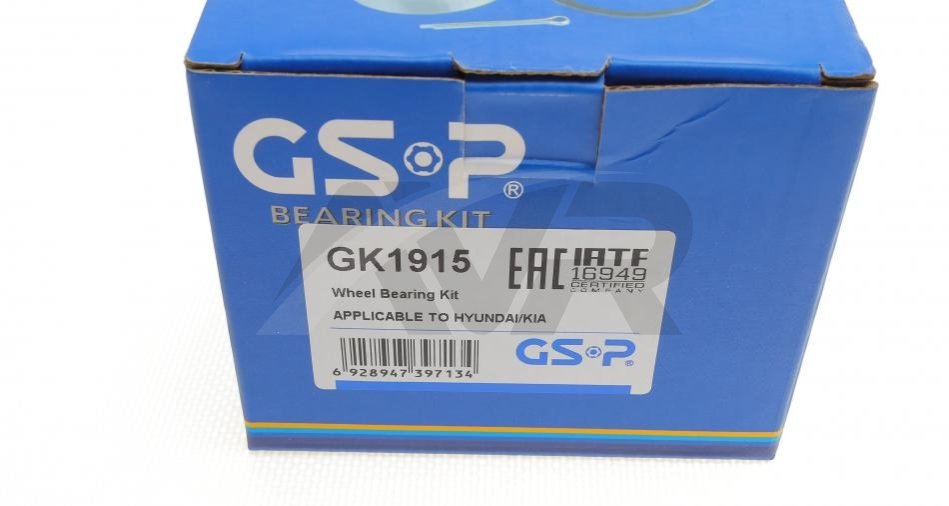 GS P®
BEARING KIT
GK1915
EAC
IATF
16949
CERTIFIED
COMPANY
Wheel Bearing Kit
APPLICABLE TO HYUNDAI/KIA
6 928947 397134
GS P
AVR